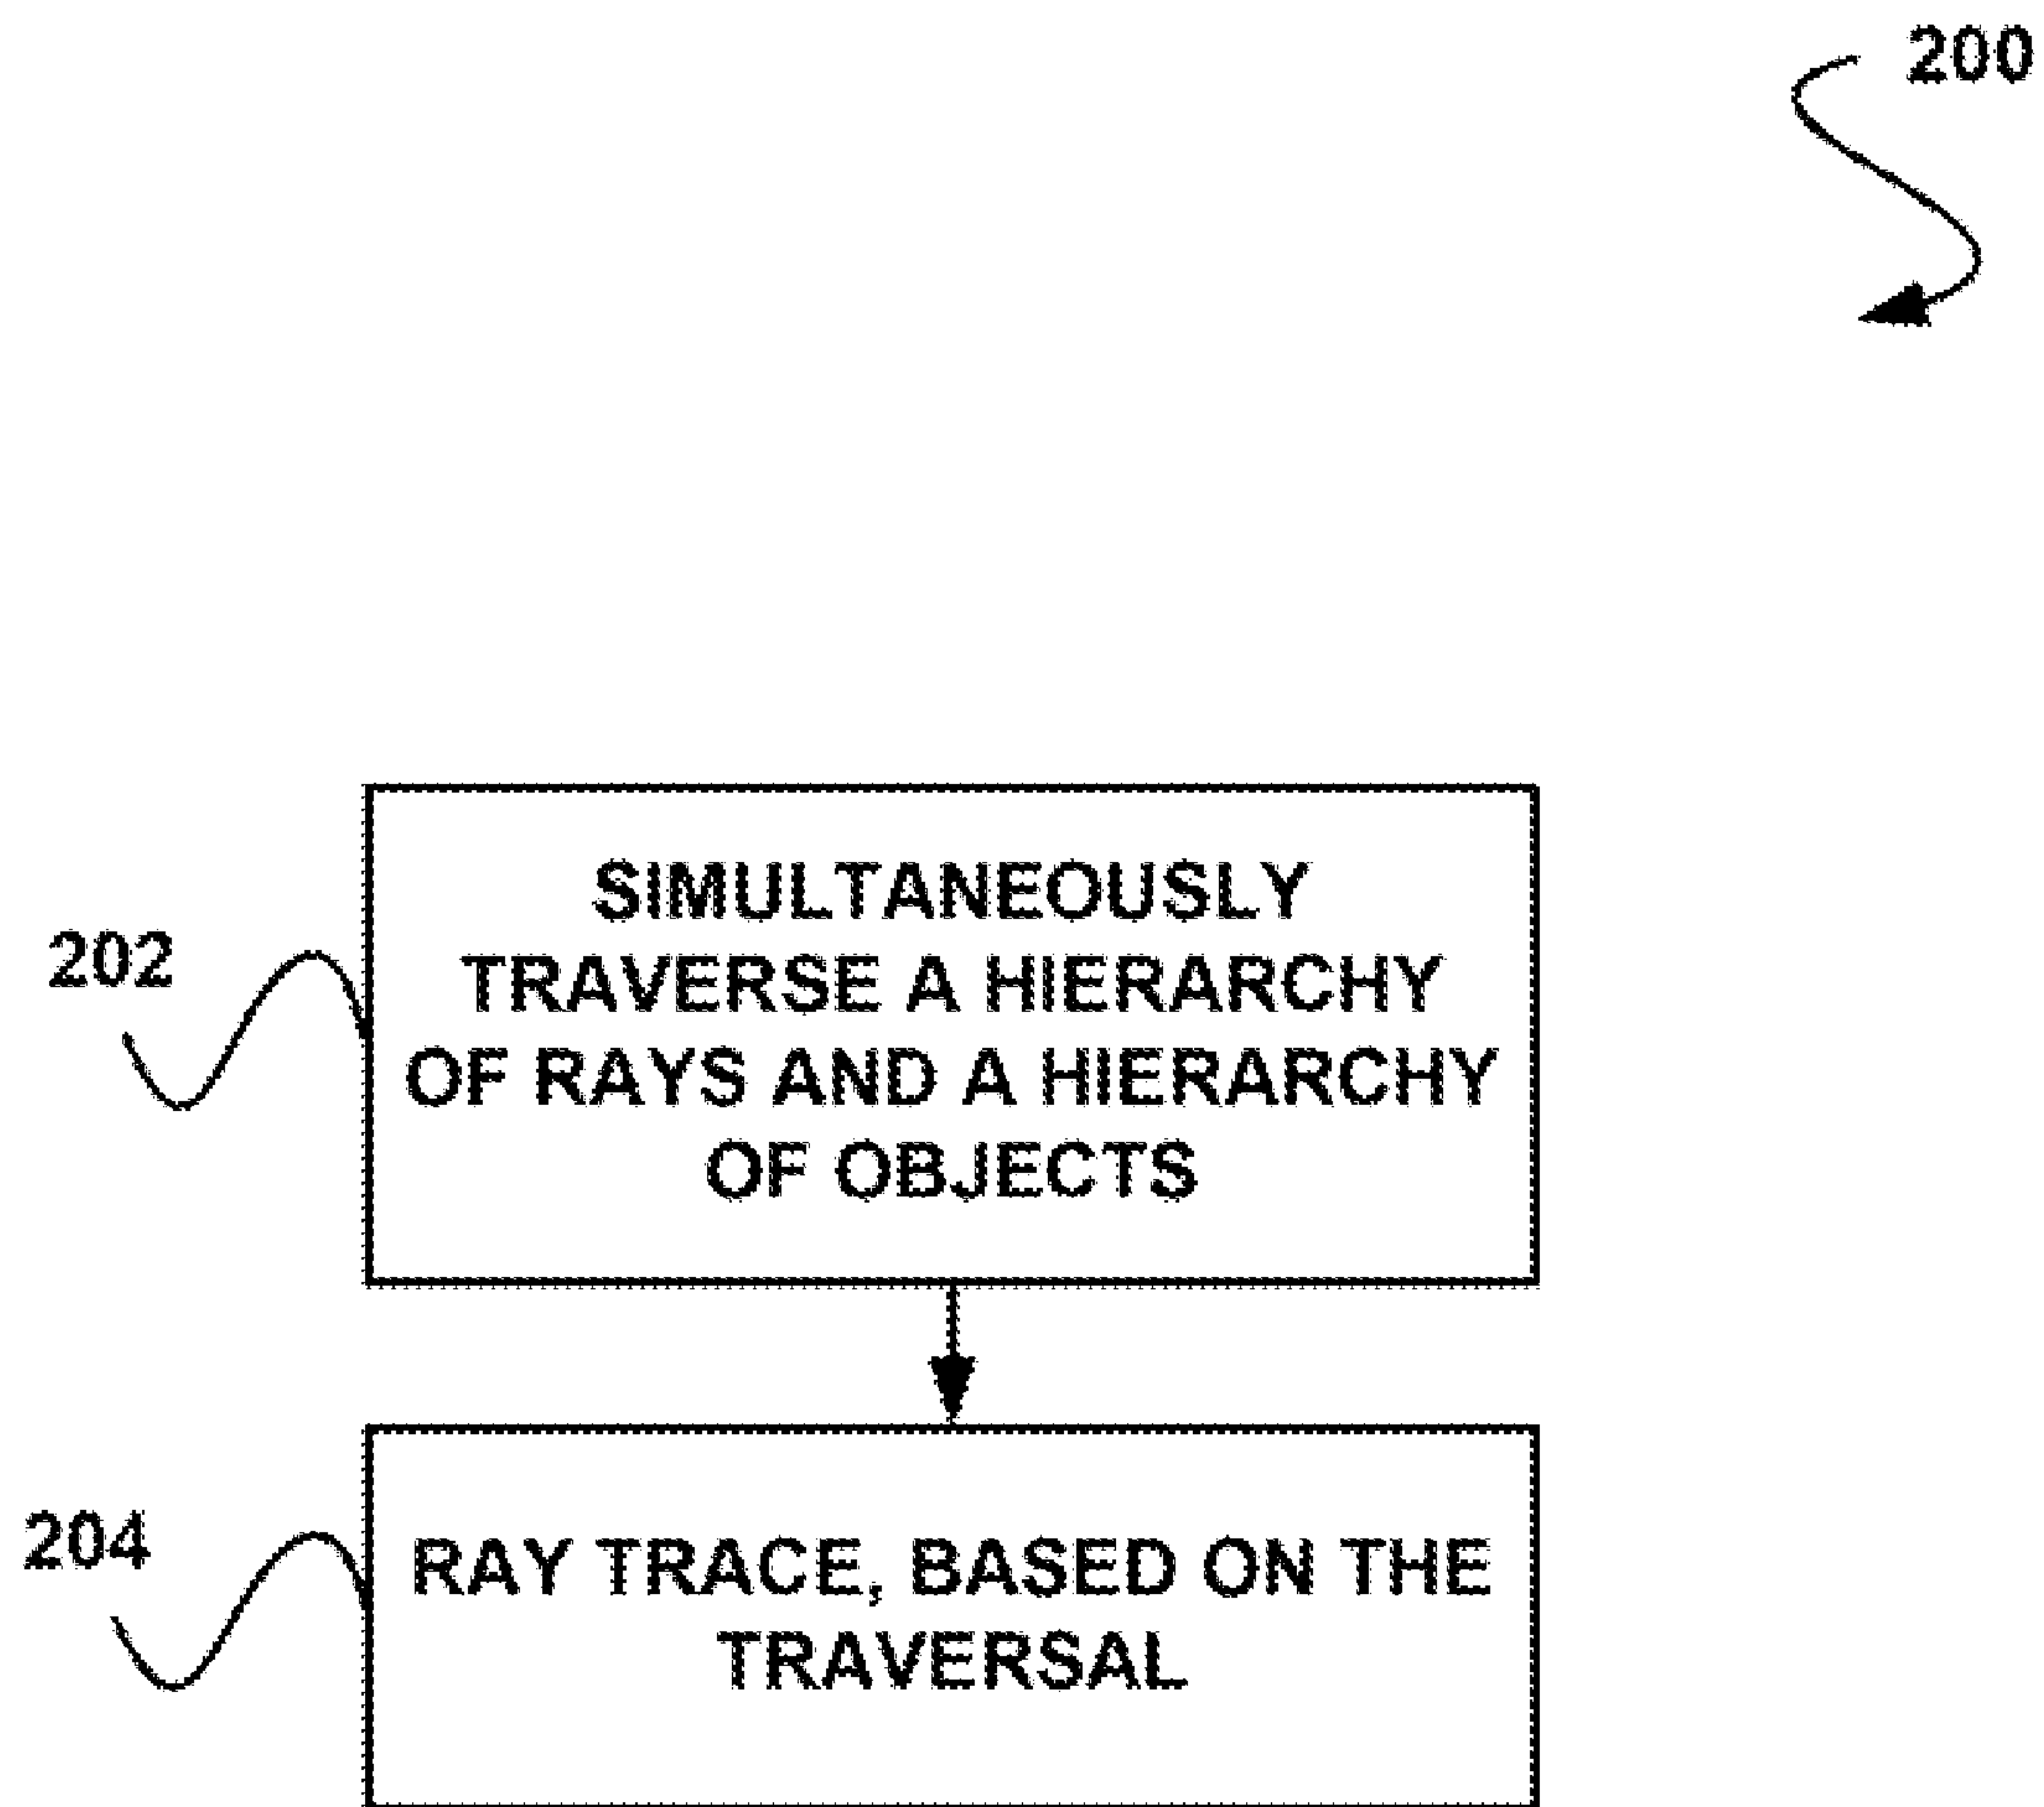 200
202
SIMULTANEOUSLY
TRAVERSE A HIERARCHY
OF RAYS AND A HIERARCHY
OF OBJECTS
204
RAY TRACE, BASED ON THE
TRAVERSAL